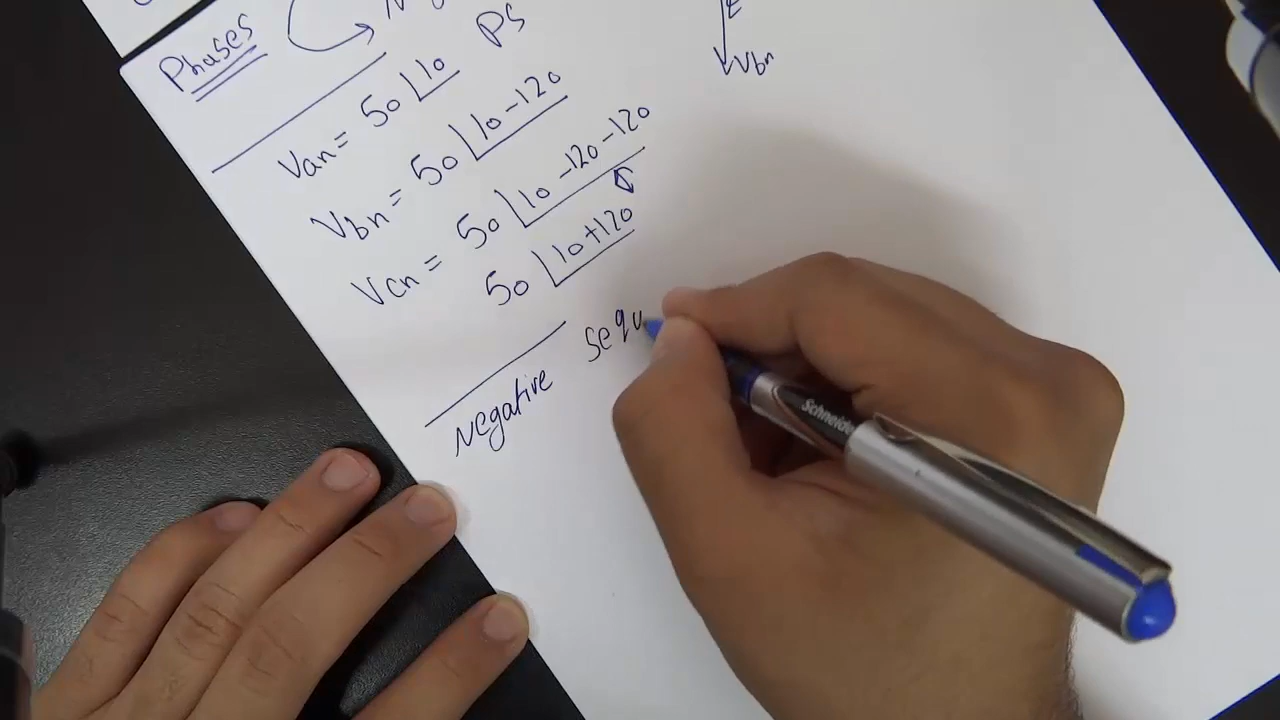 Phases
PS
Van = 50 ∠10
Vbn = 50 ∠10 -120
Vcn = 50 ∠10 -120 -120
50 ∠10 +120
Negative Sequ
Vbn
Schneider